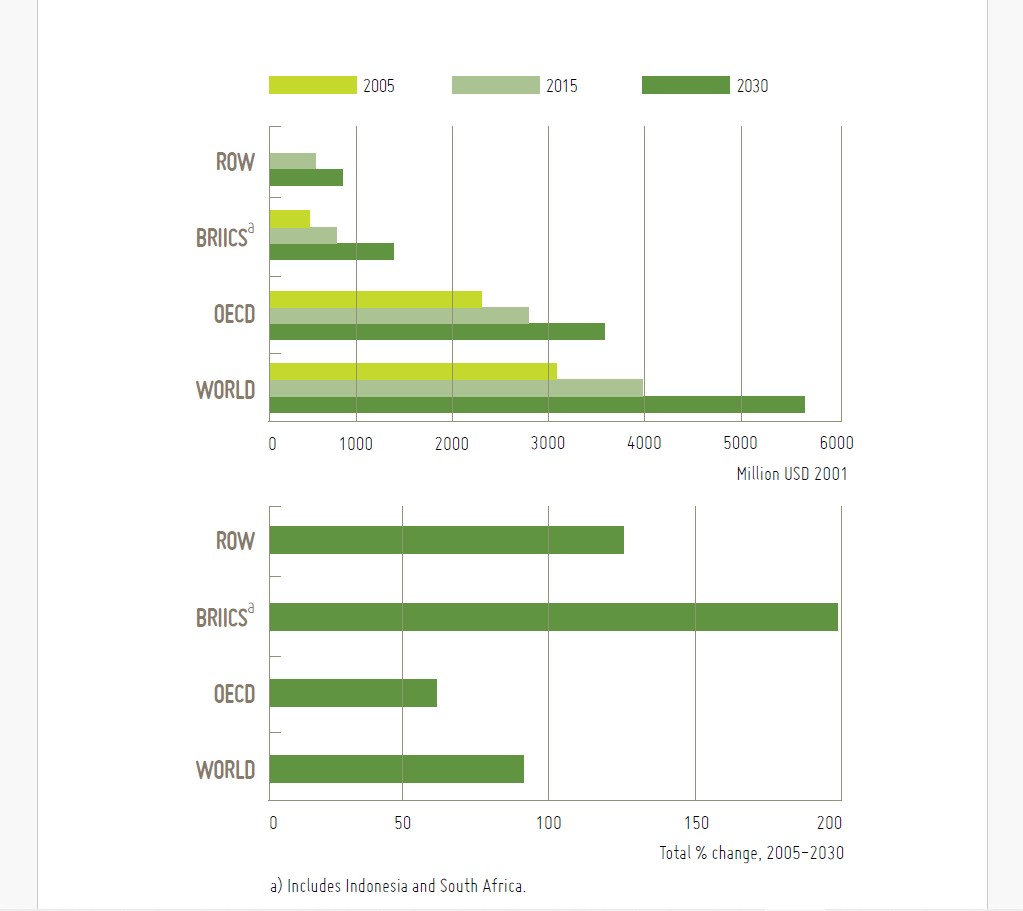 2005 2015 2030
ROW
BRIICSa
OECD
WORLD
0 1000 2000 3000 4000 5000 6000
Million USD 2001
ROW
BRIICSa
OECD
WORLD
0 50 100 150 200
Total % change, 2005-2030
a) Includes Indonesia and South Africa.